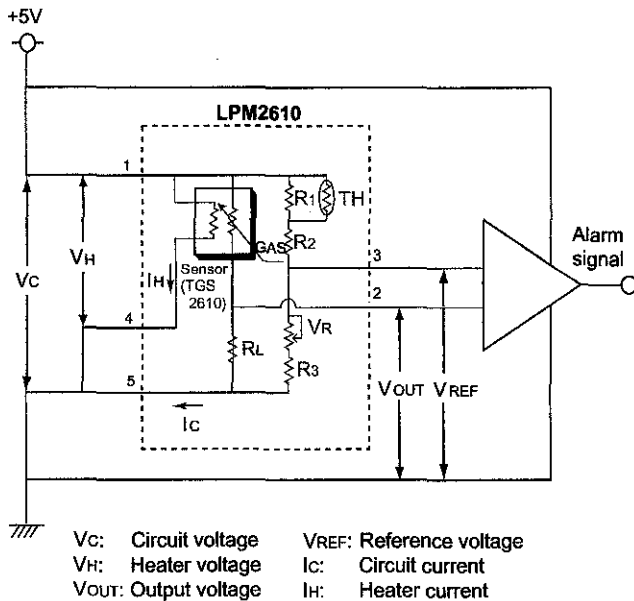 +5V
LPM2610
1
R1
TH
GAS
R2
VH
VC
IH
Sensor
(TGS
2610)
3
2
Alarm
signal
4
VR
RL
R3
5
IC
VOUT
VREF
VC: Circuit voltage VREF: Reference voltage
VH: Heater voltage IC: Circuit current
VOUT: Output voltage IH: Heater current